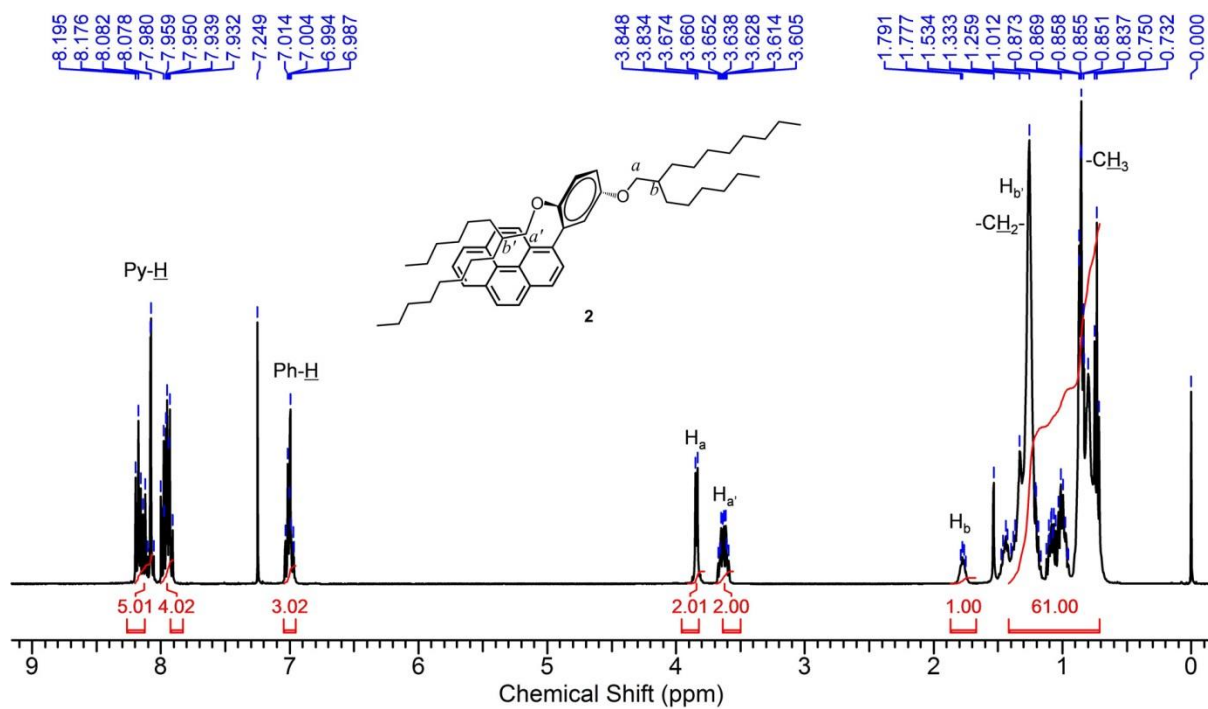 8.195
8.176
8.082
8.078
7.980
7.959
7.950
7.939
7.932
7.249
7.014
7.004
6.994
6.987
3.848
3.834
3.674
3.660
3.652
3.638
3.628
3.614
3.605
1.791
1.777
1.534
1.333
1.259
1.012
0.873
0.869
0.858
0.855
0.851
0.837
0.750
0.732
-0.000
-CH3
a
O
b
Hb'
O
-CH2-
b' a'
Py-H
2
Ph-H
Ha
Ha'
Hb
5.01 4.02 3.02 2.01 2.00 1.00 61.00
9 8 7 6 5 4 3 2 1 0
Chemical Shift (ppm)